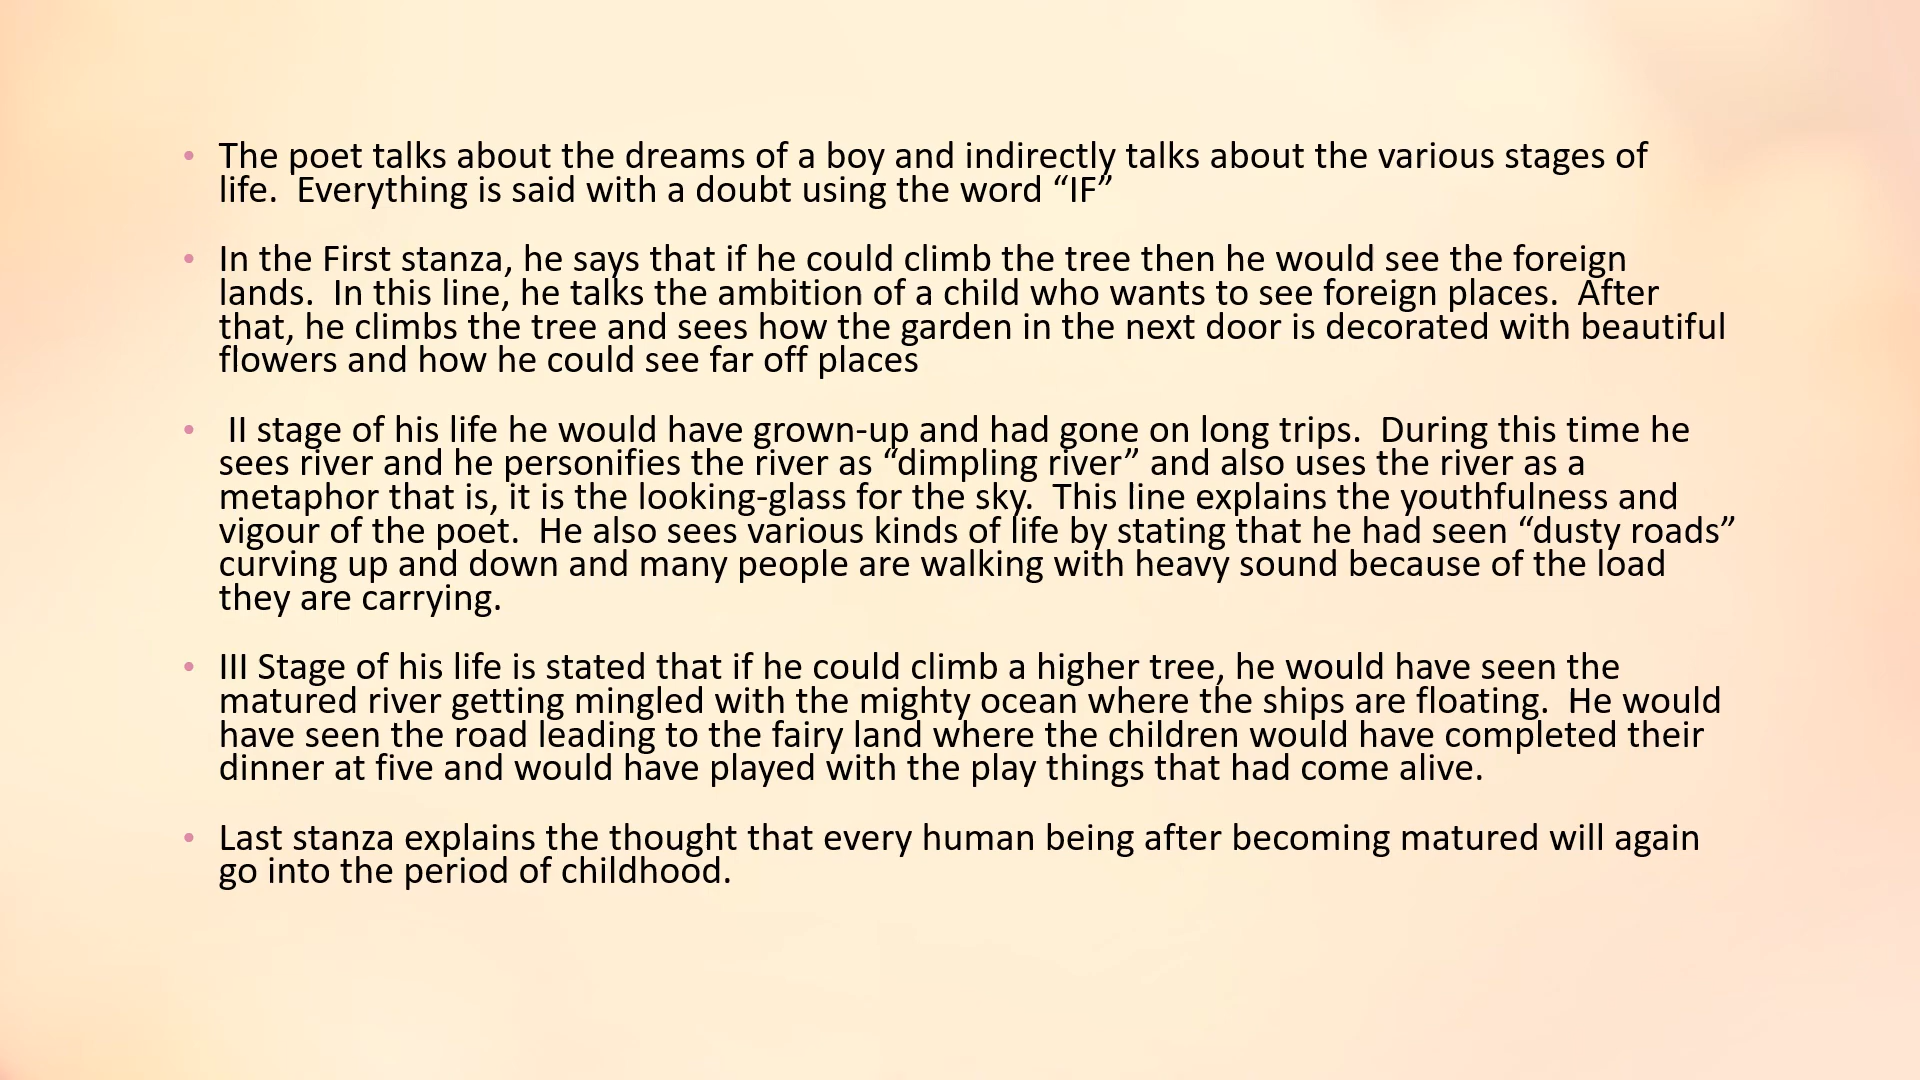 • The poet talks about the dreams of a boy and indirectly talks about the various stages of
life.  Everything is said with a doubt using the word “IF”
• In the First stanza, he says that if he could climb the tree then he would see the foreign
lands.  In this line, he talks the ambition of a child who wants to see foreign places.  After
that, he climbs the tree and sees how the garden in the next door is decorated with beautiful
flowers and how he could see far off places
• II stage of his life he would have grown-up and had gone on long trips.  During this time he
sees river and he personifies the river as “dimpling river” and also uses the river as a
metaphor that is, it is the looking-glass for the sky.  This line explains the youthfulness and
vigour of the poet.  He also sees various kinds of life by stating that he had seen “dusty roads”
curving up and down and many people are walking with heavy sound because of the load
they are carrying.
• III Stage of his life is stated that if he could climb a higher tree, he would have seen the
matured river getting mingled with the mighty ocean where the ships are floating.  He would
have seen the road leading to the fairy land where the children would have completed their
dinner at five and would have played with the play things that had come alive.
• Last stanza explains the thought that every human being after becoming matured will again
go into the period of childhood.